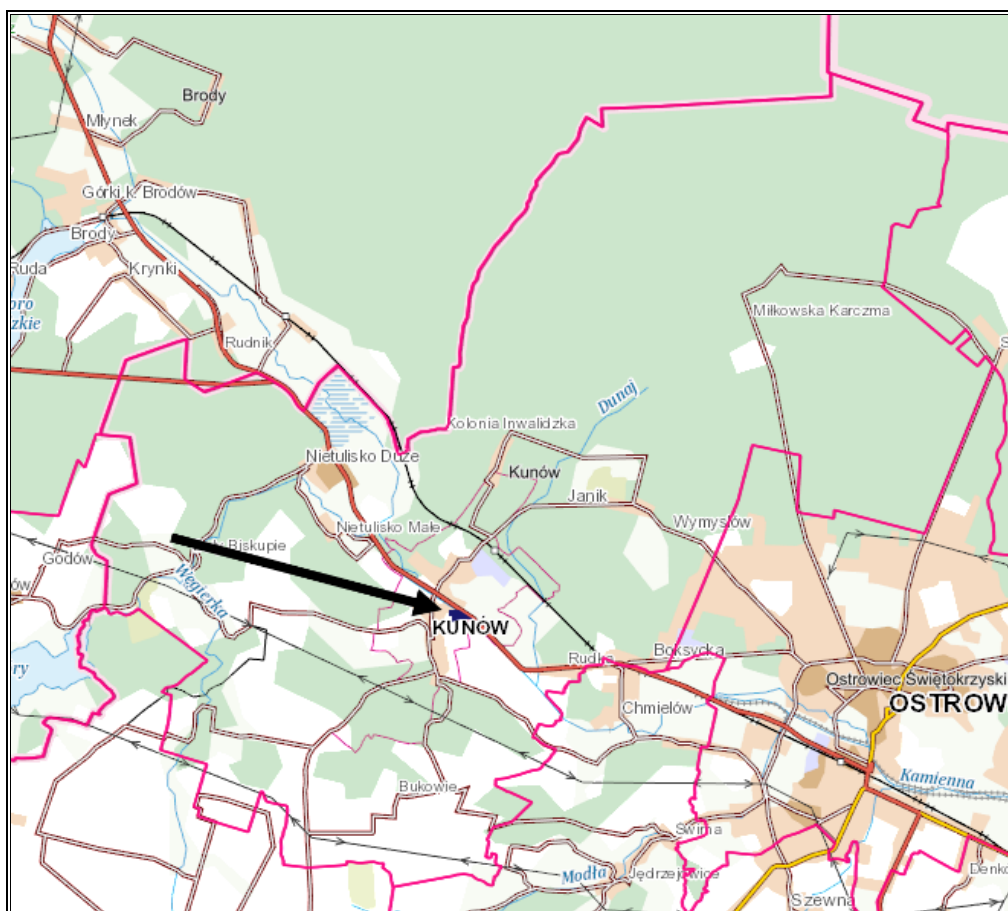 Brody
Młynek
Górki k. Brodów
Brody
Ruda
Krynki
Rudnik
Miłkowska Karczma
Dunaj
Kolonia Inwalidzka
Nietulisko Duże
Kunów
Janik
Nietulisko Małe
Wymysłów
Biskupie
Godów
Węgierka
KUNÓW
Rudka
Boksycka
Ostrowiec Świętokrzyski
Chmielów
OSTROW
Kamienna
Bukowie
Świrna
Modła
Jędrzejowice
Denko
Szewna